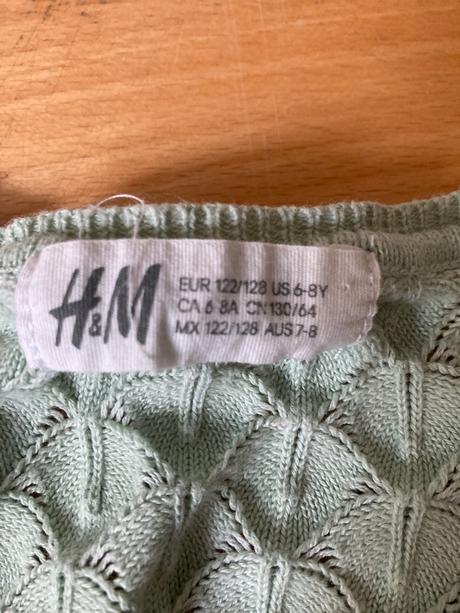 H&M
EUR 122/128 US 6-8Y
CA 6-8A CN 130/64
MX 122/128 AUS 7-8